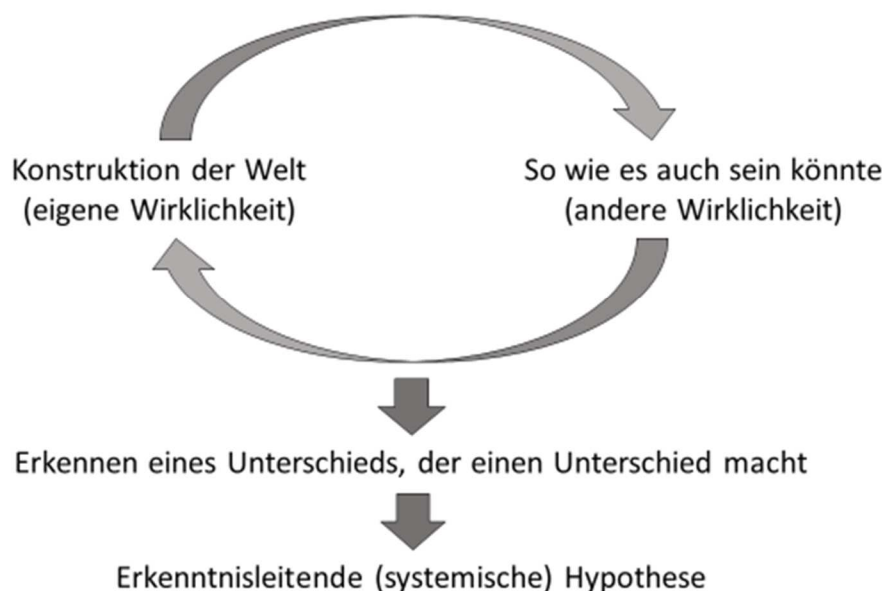 Konstruktion der Welt
(eigene Wirklichkeit)
So wie es auch sein könnte
(andere Wirklichkeit)
Erkennen eines Unterschieds, der einen Unterschied macht
Erkenntnisleitende (systemische) Hypothese